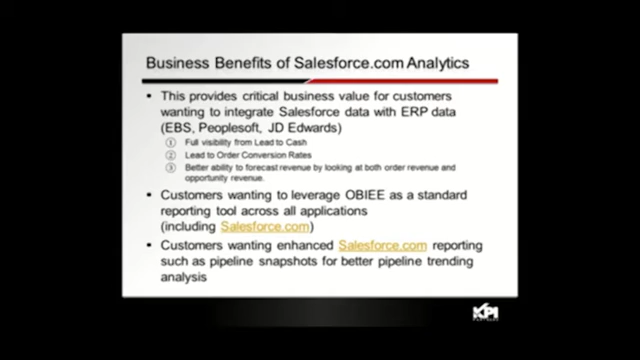 Business Benefits of Salesforce.com Analytics
• This provides critical business value for customers
wanting to integrate Salesforce data with ERP data
(EBS, Peoplesoft, JD Edwards)
① Full visibility from Lead to Cash
② Lead to Order Conversion Rates
③ Better ability to forecast revenue by looking at both order revenue and
opportunity revenue.
• Customers wanting to leverage OBIEE as a standard
reporting tool across all applications
(including Salesforce.com)
• Customers wanting enhanced Salesforce.com reporting
such as pipeline snapshots for better pipeline trending
analysis
KPI